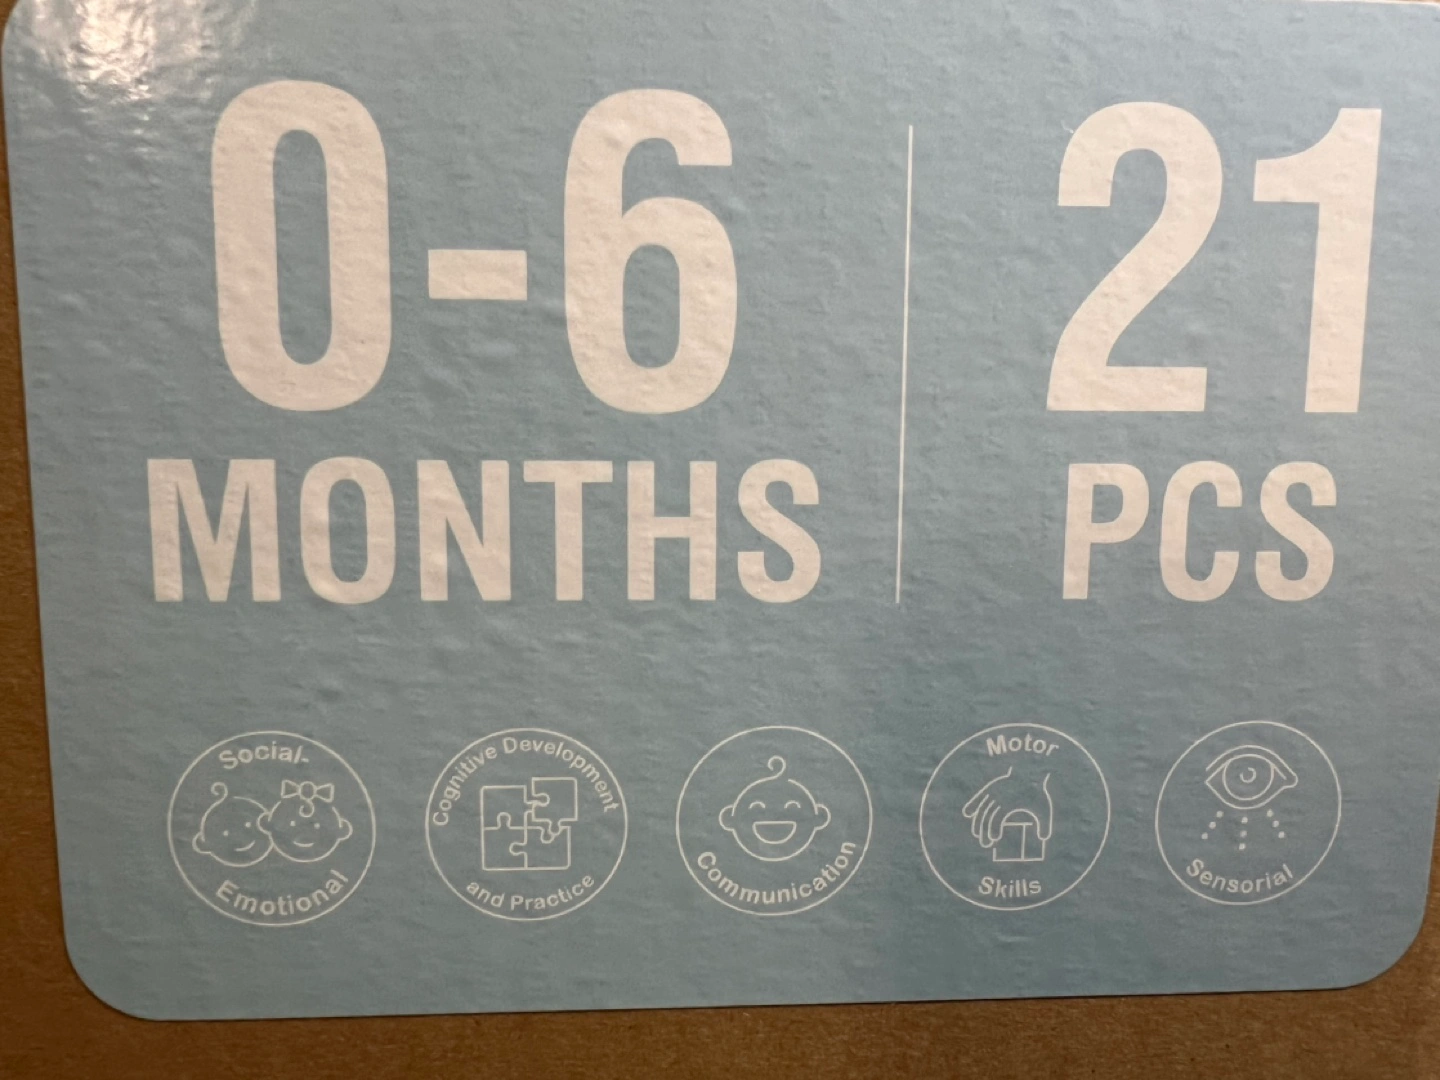 0-6
MONTHS
21
PCS
Social-
Emotional
Cognitive Development
and Practice
Communication
Motor
Skills
Sensorial